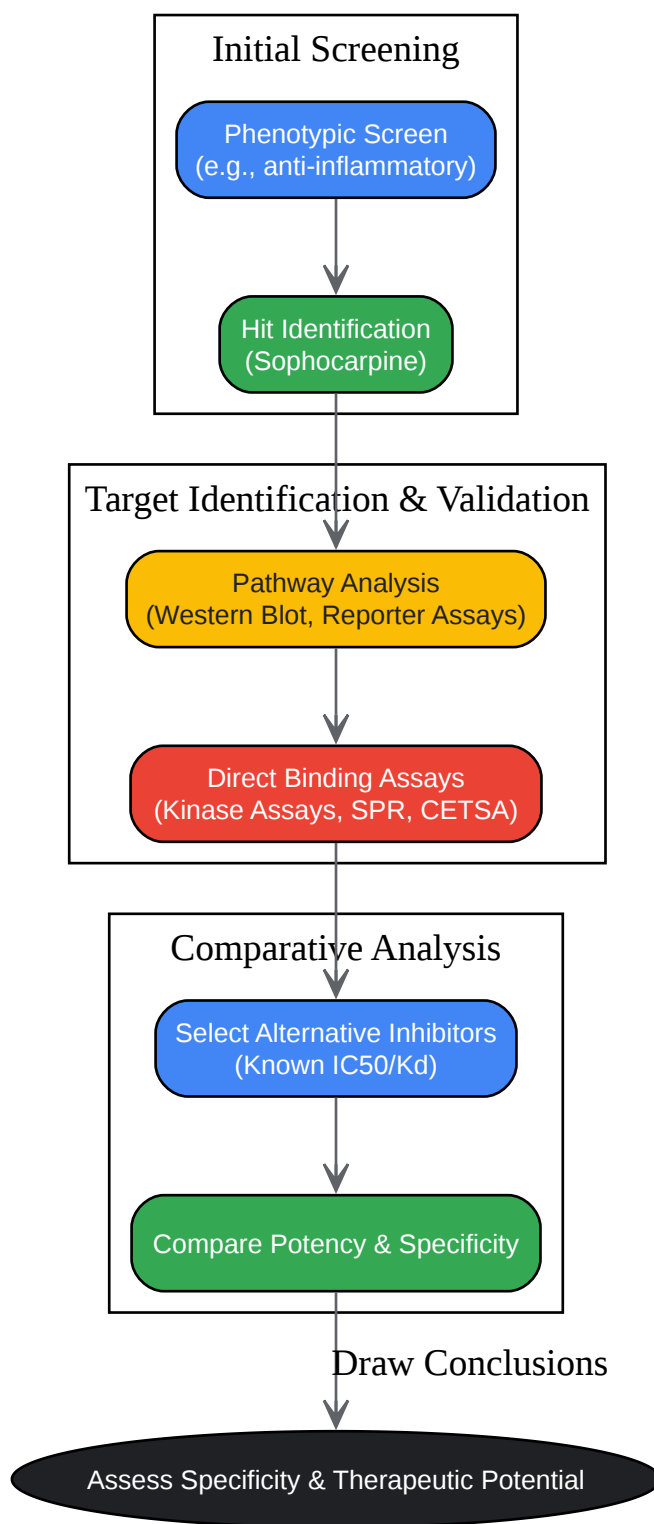 Initial Screening
Phenotypic Screen
(e.g., anti-inflammatory)
Hit Identification
(Sophocarpine)
Target Identification & Validation
Pathway Analysis
(Western Blot, Reporter Assays)
Direct Binding Assays
(Kinase Assays, SPR, CETSA)
Comparative Analysis
Select Alternative Inhibitors
(Known IC50/Kd)
Compare Potency & Specificity
Draw Conclusions
Assess Specificity & Therapeutic Potential